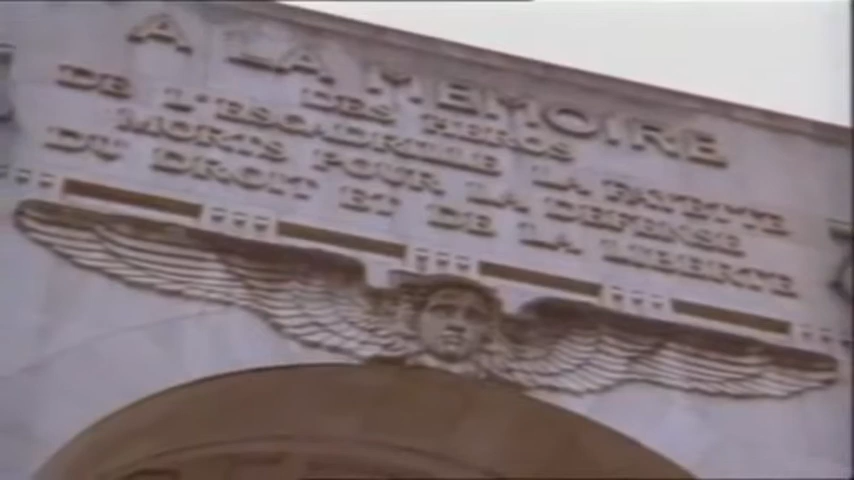 A LA MEMOIRE
DES HEROS
DE L'ESCADRILLE LA FAYETTE
MORTS POUR LA DEFENSE
DU DROIT ET DE LA LIBERTE